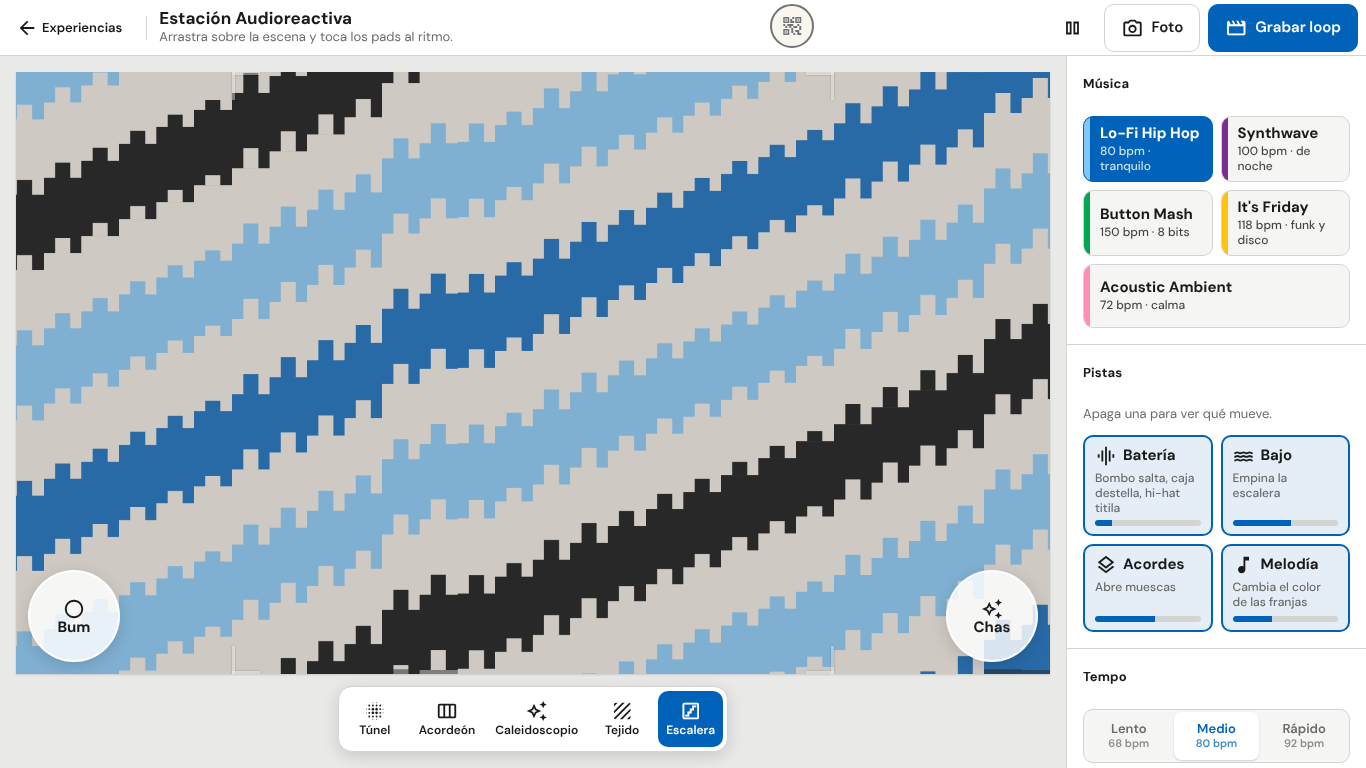 Experiencias
Estación Audioreactiva
Arrastra sobre la escena y toca los pads al ritmo.
Foto
Grabar loop
Música
Lo-Fi Hip Hop
80 bpm ·
tranquilo
Synthwave
100 bpm · de
noche
Button Mash
150 bpm · 8 bits
It's Friday
118 bpm · funk y
disco
Acoustic Ambient
72 bpm · calma
Pistas
Apaga una para ver qué mueve.
Batería
Bombo salta, caja
destella, hi-hat
titila
Bajo
Empina la
escalera
Acordes
Abre muescas
Melodía
Cambia el color
de las franjas
Bum
Chas
Túnel
Acordeón
Caleidoscopio
Tejido
Escalera
Tempo
Lento
68 bpm
Medio
80 bpm
Rápido
92 bpm